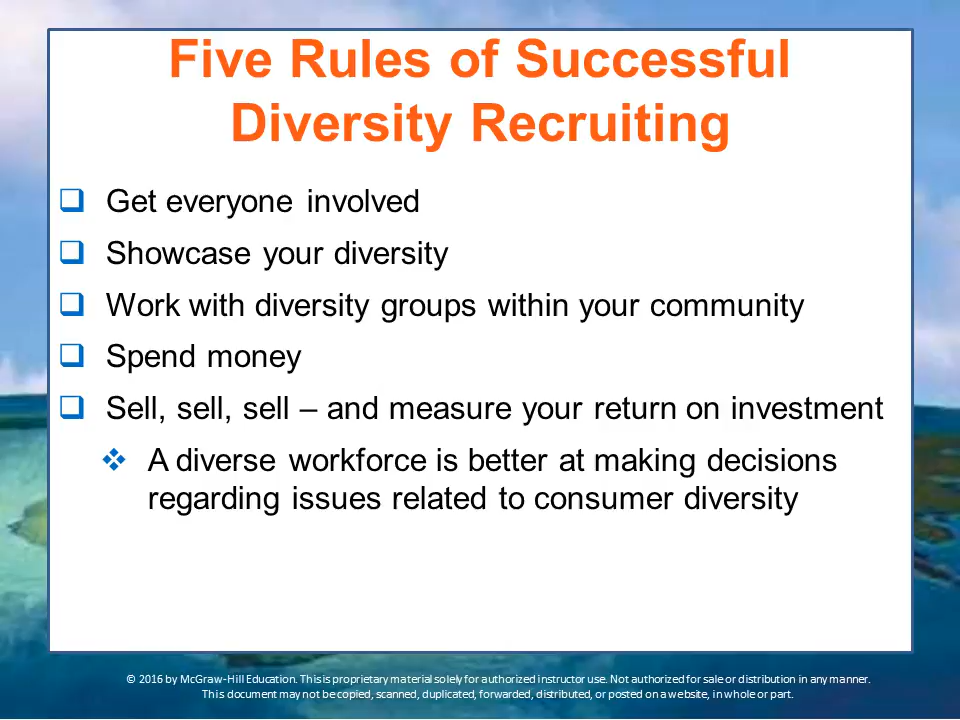 Five Rules of Successful
Diversity Recruiting
Get everyone involved
Showcase your diversity
Work with diversity groups within your community
Spend money
Sell, sell, sell – and measure your return on investment
A diverse workforce is better at making decisions
regarding issues related to consumer diversity
© 2016 by McGraw-Hill Education. This is proprietary material solely for authorized instructor use. Not authorized for sale or distribution in any manner.
This document may not be copied, scanned, duplicated, forwarded, distributed, or posted on a website, in whole or part.